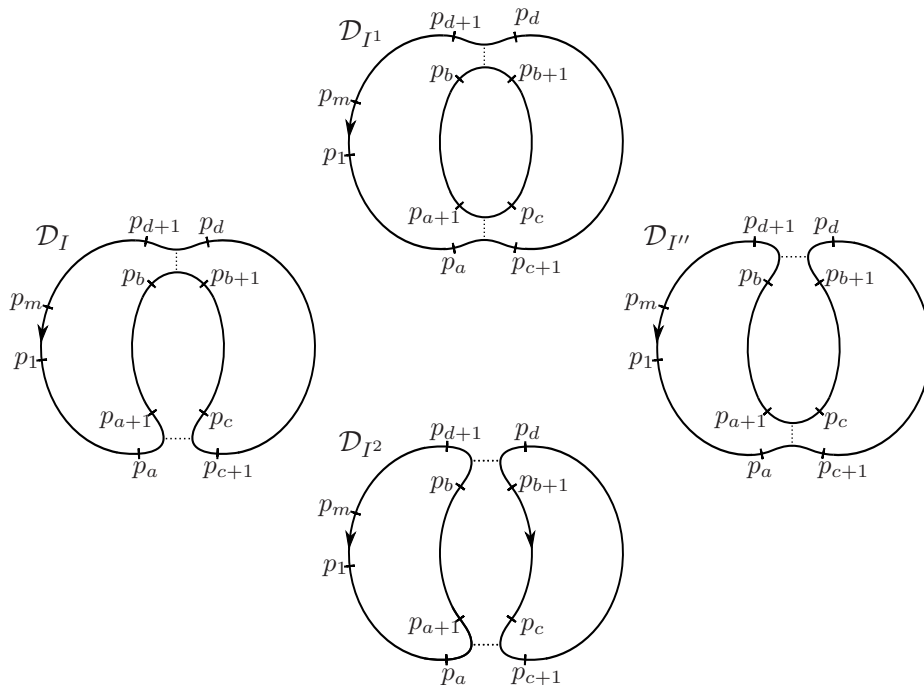 𝒟_{I¹}
p_{d+1} p_d
p_b p_{b+1}
p_m
p_1
p_{a+1} p_c
p_a p_{c+1}
𝒟_I
p_{d+1} p_d
p_b p_{b+1}
p_m
p_1
p_{a+1} p_c
p_a p_{c+1}
𝒟_{I''}
p_{d+1} p_d
p_b p_{b+1}
p_m
p_1
p_{a+1} p_c
p_a p_{c+1}
𝒟_{I²}
p_{d+1} p_d
p_b p_{b+1}
p_m
p_1
p_{a+1} p_c
p_a p_{c+1}